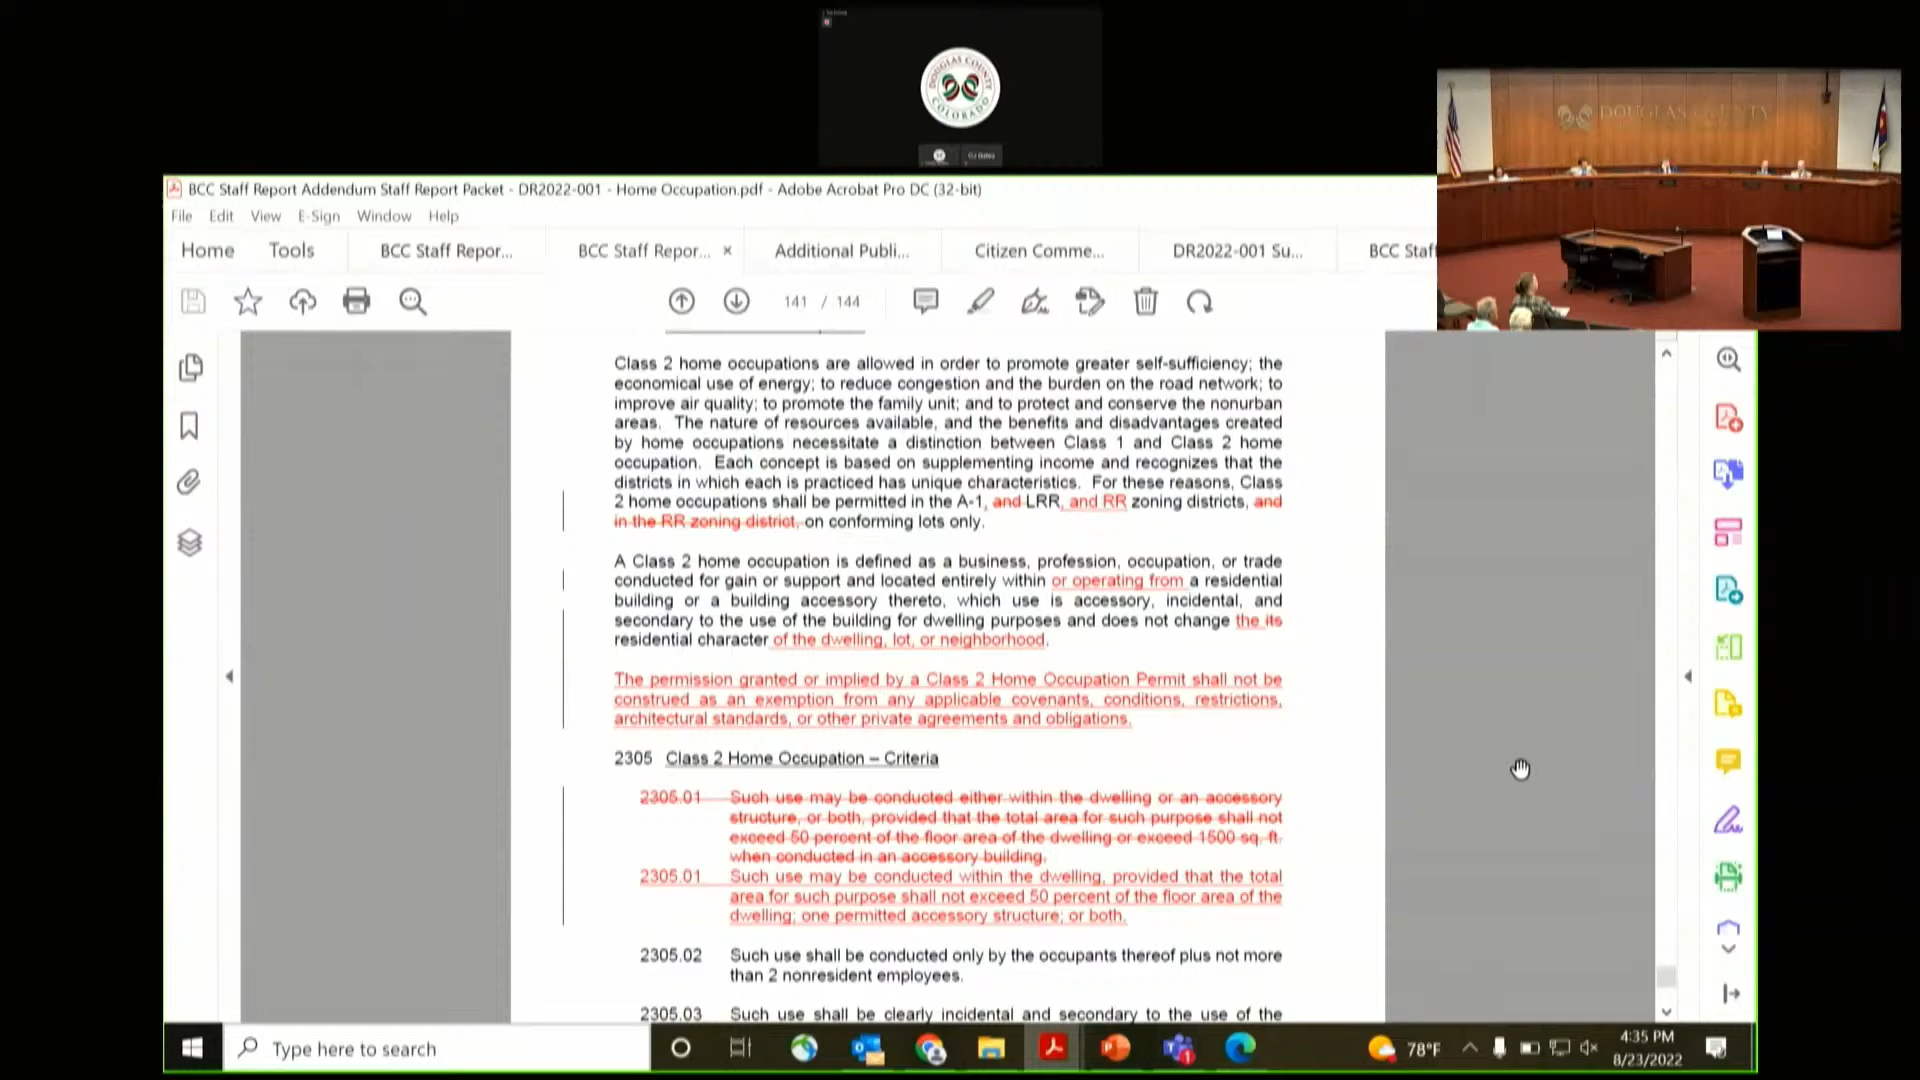 DOUGLAS COUNTY
COLORADO
DOUGLAS COUNTY
BCC Staff Report Addendum Staff Report Packet - DR2022-001 - Home Occupation.pdf - Adobe Acrobat Pro DC (32-bit)
File Edit View E-Sign Window Help
Home Tools BCC Staff Repor... BCC Staff Repor... × Additional Publi... Citizen Comme... DR2022-001 Su... BCC Staff
141 / 144
Class 2 home occupations are allowed in order to promote greater self-sufficiency; the
economical use of energy; to reduce congestion and the burden on the road network; to
improve air quality; to promote the family unit; and to protect and conserve the nonurban
areas. The nature of resources available, and the benefits and disadvantages created
by home occupations necessitate a distinction between Class 1 and Class 2 home
occupation. Each concept is based on supplementing income and recognizes that the
districts in which each is practiced has unique characteristics. For these reasons, Class
2 home occupations shall be permitted in the A-1, and LRR, and RR zoning districts, and
in the RR zoning district, on conforming lots only.
A Class 2 home occupation is defined as a business, profession, occupation, or trade
conducted for gain or support and located entirely within or operating from a residential
building or a building accessory thereto, which use is accessory, incidental, and
secondary to the use of the building for dwelling purposes and does not change the its
residential character of the dwelling, lot, or neighborhood.
The permission granted or implied by a Class 2 Home Occupation Permit shall not be
construed as an exemption from any applicable covenants, conditions, restrictions,
architectural standards, or other private agreements and obligations.
2305 Class 2 Home Occupation – Criteria
2305.01 Such use may be conducted either within the dwelling or an accessory
structure, or both, provided that the total area for such purpose shall not
exceed 50 percent of the floor area of the dwelling or exceed 1500 sq. ft.
when conducted in an accessory building.
2305.01 Such use may be conducted within the dwelling, provided that the total
area for such purpose shall not exceed 50 percent of the floor area of the
dwelling; one permitted accessory structure; or both.
2305.02 Such use shall be conducted only by the occupants thereof plus not more
than 2 nonresident employees.
2305.03 Such use shall be clearly incidental and secondary to the use of the
Type here to search
78°F
4:35 PM
8/23/2022